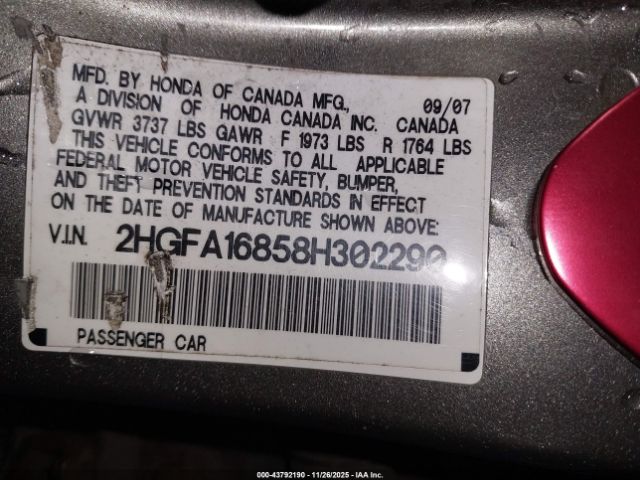 MFD. BY HONDA OF CANADA MFG., 09/07
A DIVISION OF HONDA CANADA INC. CANADA
GVWR 3737 LBS GAWR F 1973 LBS R 1764 LBS
THIS VEHICLE CONFORMS TO ALL APPLICABLE
FEDERAL MOTOR VEHICLE SAFETY, BUMPER,
AND THEFT PREVENTION STANDARDS IN EFFECT
ON THE DATE OF MANUFACTURE SHOWN ABOVE:
V.I.N. 2HGFA16858H302290
PASSENGER CAR
000-43792190 - 11/26/2025 - IAA Inc.